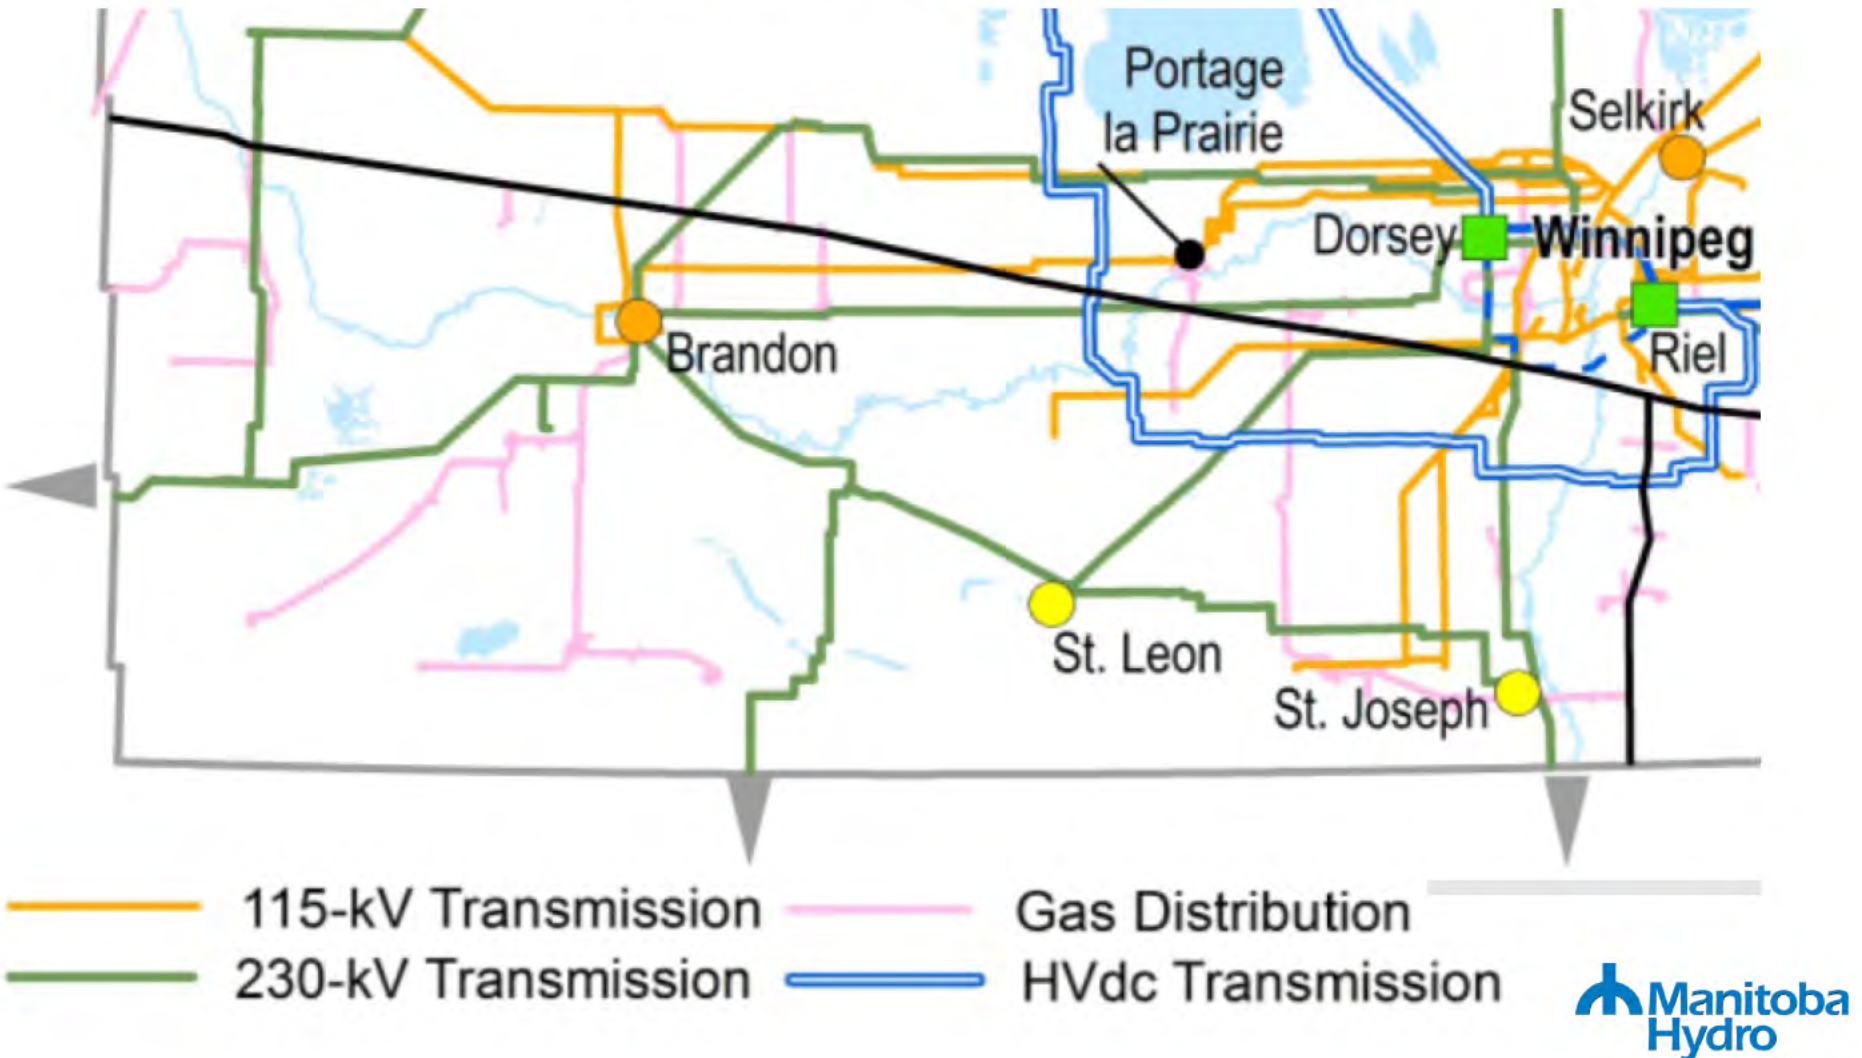 Portage
la Prairie
Selkirk
Dorsey
Winnipeg
Riel
Brandon
St. Leon
St. Joseph
115-kV Transmission
Gas Distribution
230-kV Transmission
HVdc Transmission
Manitoba
Hydro